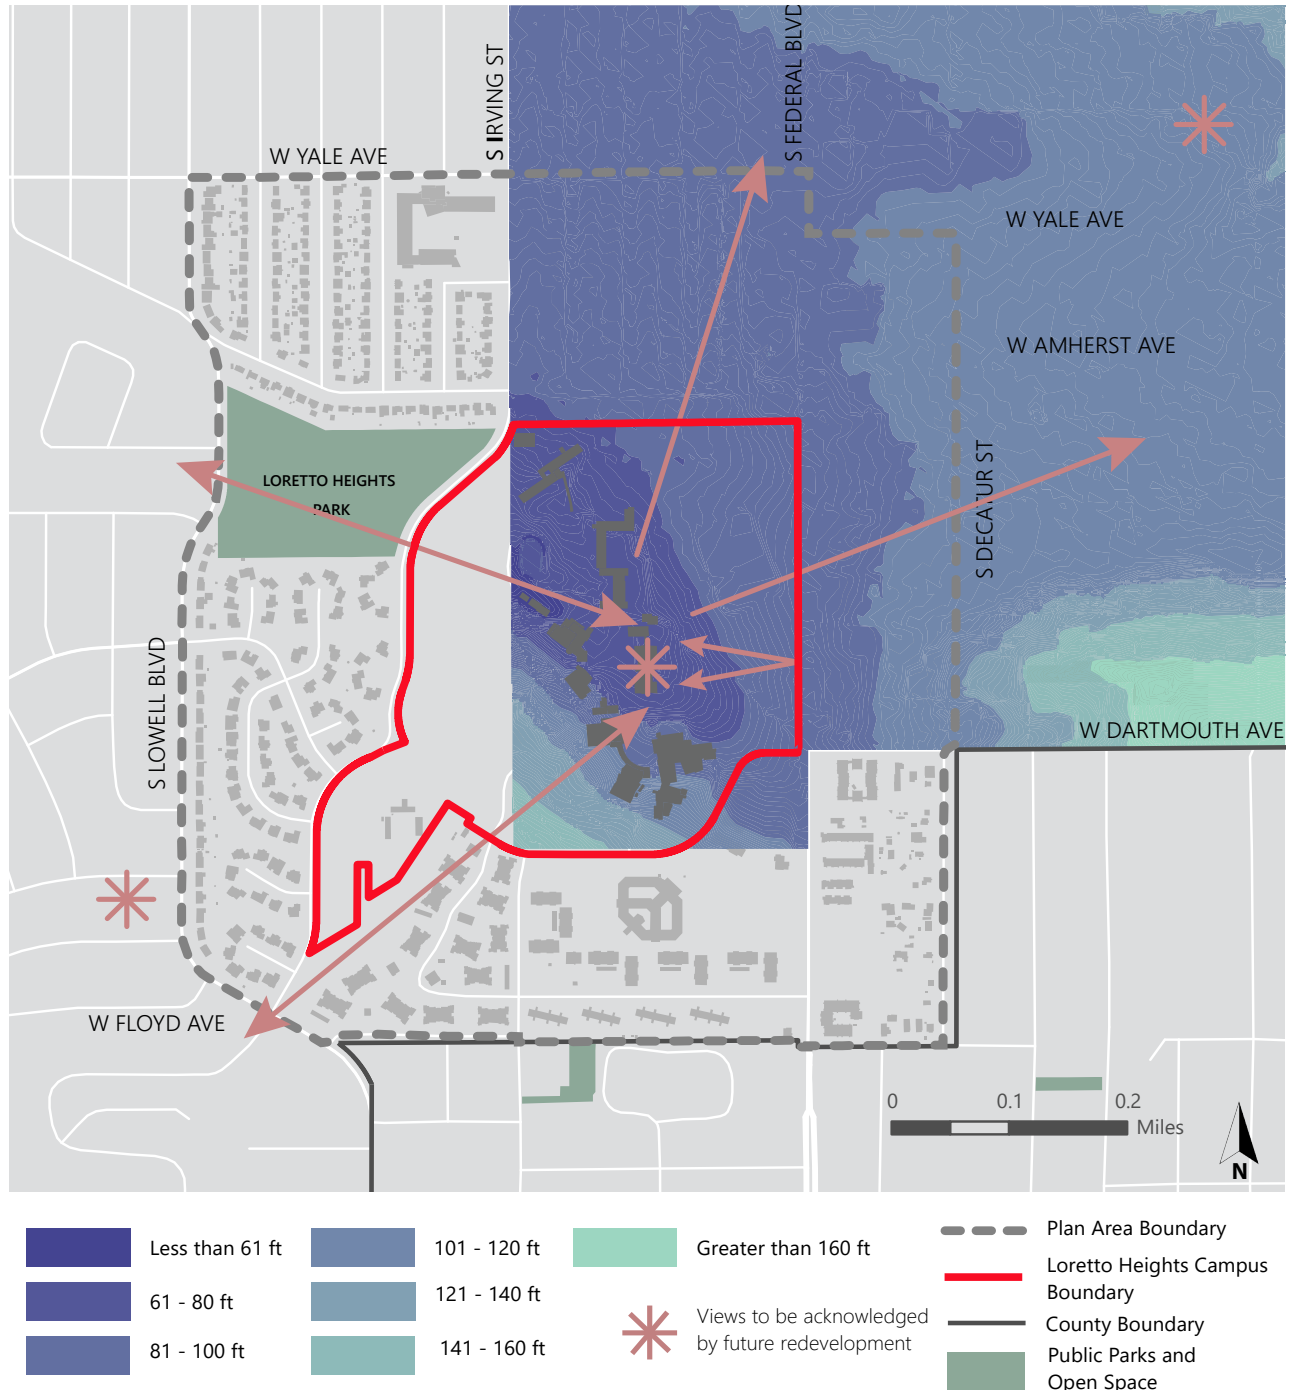 S IRVING ST
S FEDERAL BLVD
W YALE AVE
W YALE AVE
W AMHERST AVE
S DECATUR ST
LORETTO HEIGHTS
PARK
S LOWELL BLVD
W DARTMOUTH AVE
W FLOYD AVE
0 0.1 0.2
Miles
N
Less than 61 ft
61 - 80 ft
81 - 100 ft
101 - 120 ft
121 - 140 ft
141 - 160 ft
Greater than 160 ft
Views to be acknowledged
by future redevelopment
Plan Area Boundary
Loretto Heights Campus
Boundary
County Boundary
Public Parks and
Open Space